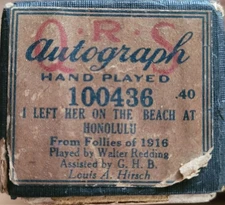 Q·R·S
Autograph
HAND PLAYED
100436 .40
I LEFT HER ON THE BEACH AT
HONOLULU
From Follies of 1916
Played by Walter Redding
Assisted by G. H. B.
Louis A. Hirsch